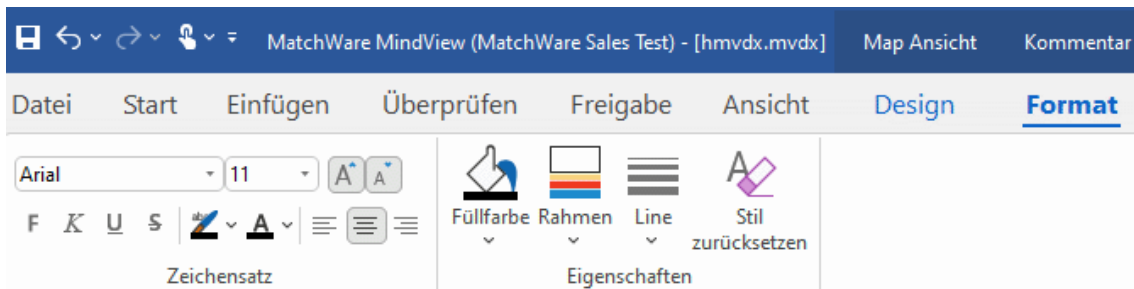 MatchWare MindView (MatchWare Sales Test) - [hmvdx.mvdx] Map Ansicht Kommentar
Datei Start Einfügen Überprüfen Freigabe Ansicht Design Format
Arial 11 A A
F K U S abc A
Füllfarbe Rahmen Line Stil
zurücksetzen
Zeichensatz Eigenschaften